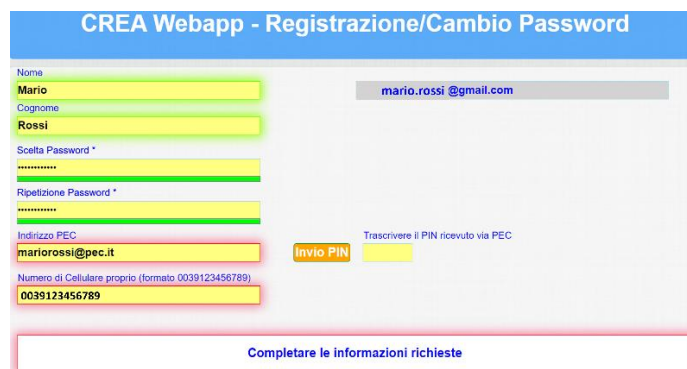 CREA Webapp - Registrazione/Cambio Password
Nome
Mario
mario.rossi @gmail.com
Cognome
Rossi
Scelta Password *
••••••••••••
Ripetizione Password *
••••••••••••
Indirizzo PEC
Trascrivere il PIN ricevuto via PEC
mariorossi@pec.it
Invio PIN
Numero di Cellulare proprio (formato 0039123456789)
0039123456789
Completare le informazioni richieste